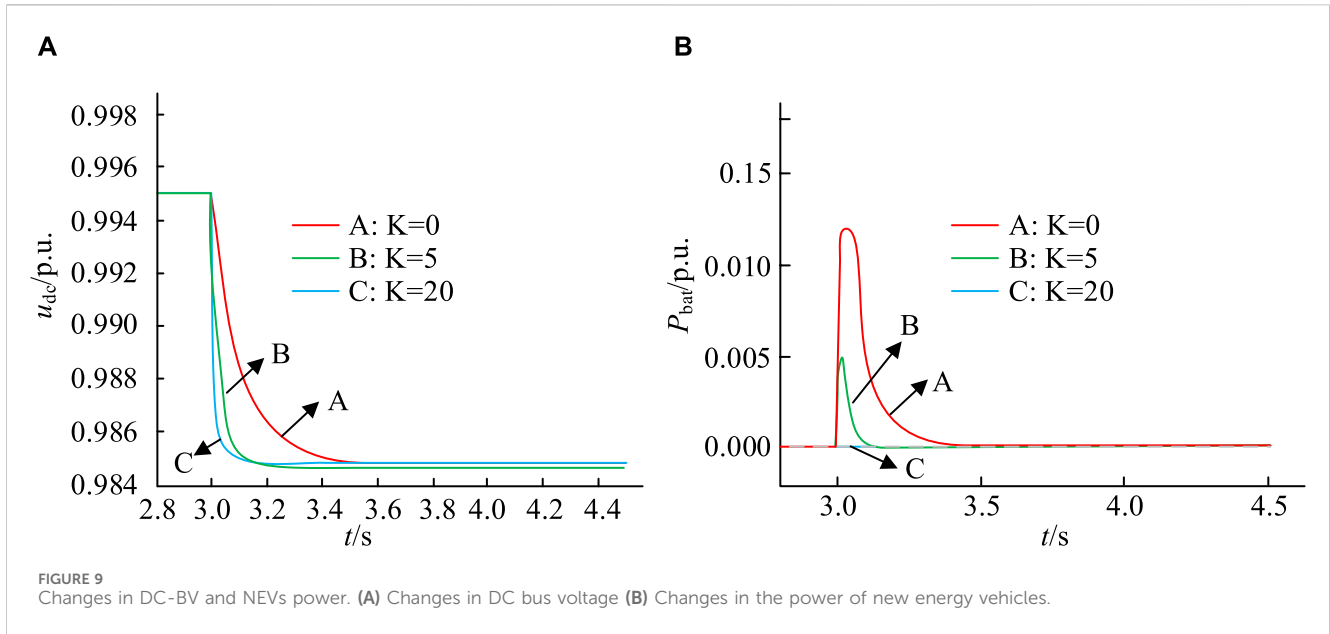 A
0.998
0.996
0.994
0.992
0.990
0.988
0.986
0.984
u_dc/p.u.
A: K=0
B: K=5
C: K=20
B
A
C
2.8 3.0 3.2 3.4 3.6 3.8 4.0 4.2 4.4
t/s
B
0.15
0.010
0.005
0.000
P_bat/p.u.
A: K=0
B: K=5
C: K=20
B
A
C
3.0 3.5 4.0 4.5
t/s
FIGURE 9
Changes in DC-BV and NEVs power. (A) Changes in DC bus voltage (B) Changes in the power of new energy vehicles.